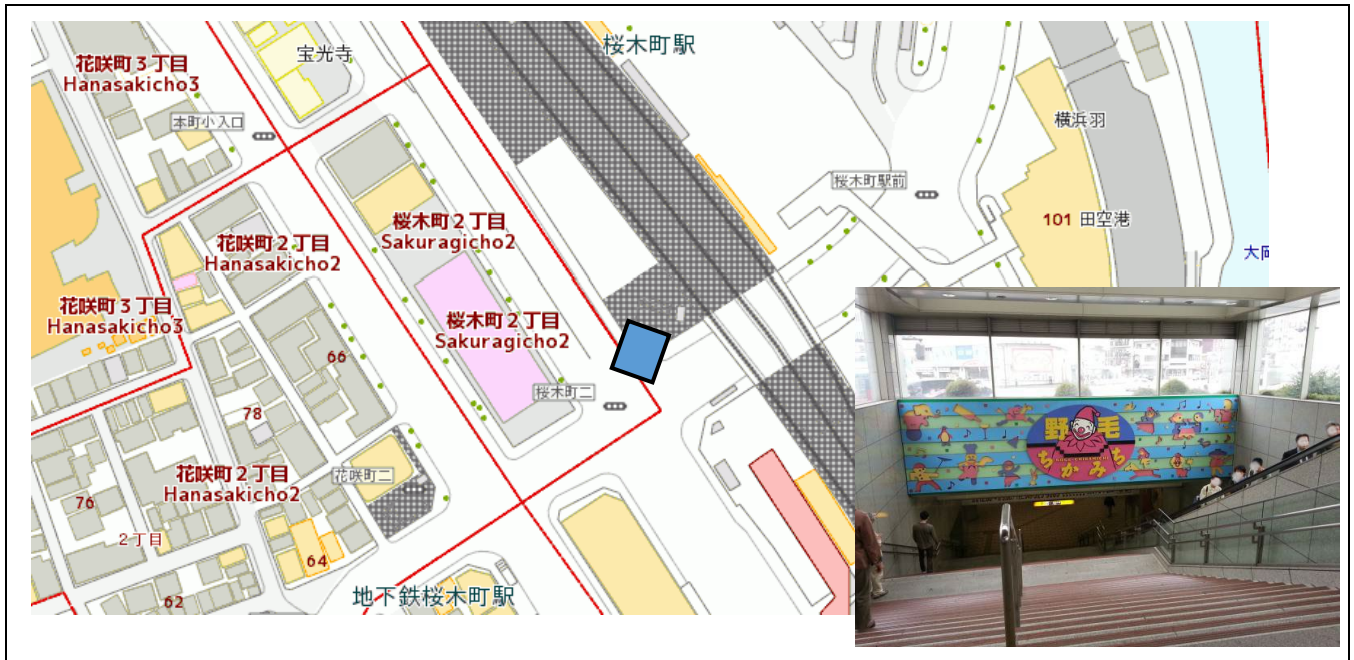 花咲町３丁目
Hanasakicho3
宝光寺
桜木町駅
本町小入口
横浜羽
桜木町駅前
101 田空港
桜木町２丁目
Sakuragicho2
花咲町２丁目
Hanasakicho2
大岡
花咲町３丁目
Hanasakicho3
桜木町２丁目
Sakuragicho2
66
桜木町二
78
花咲町２丁目
Hanasakicho2
花咲町二
76
２丁目
64
62
地下鉄桜木町駅
野毛
ちかみち